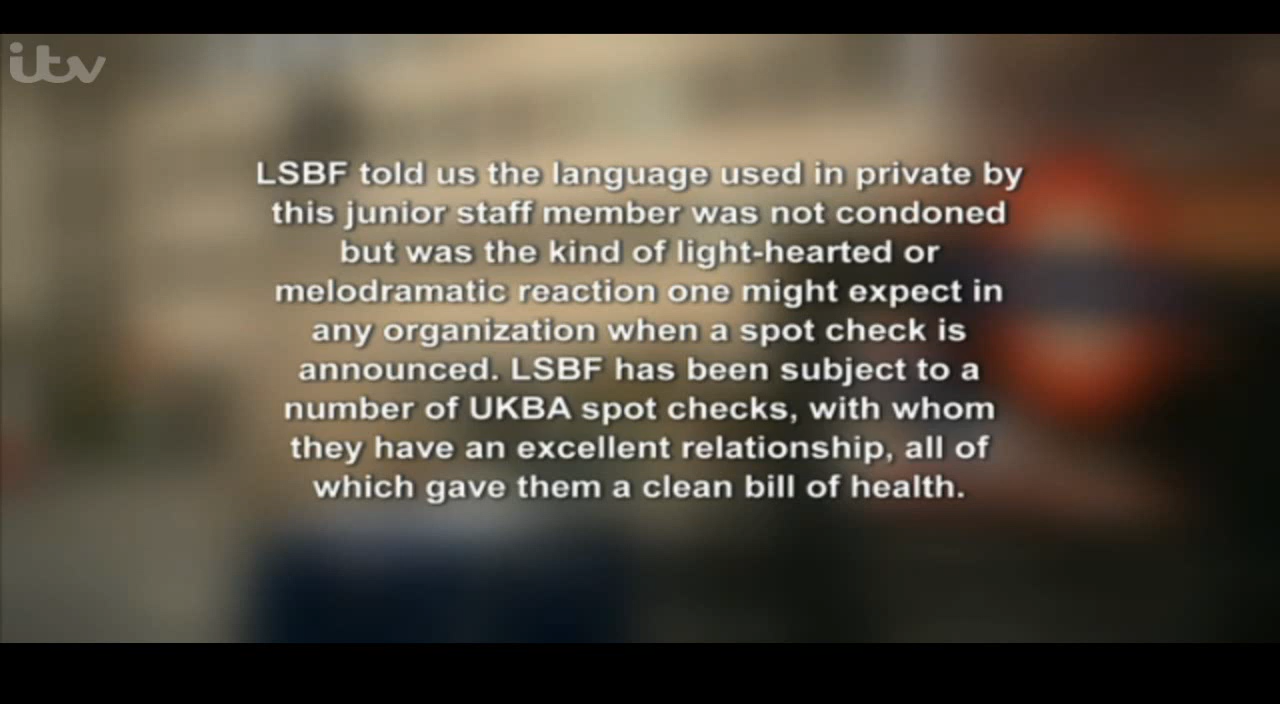 itv
LSBF told us the language used in private by
this junior staff member was not condoned
but was the kind of light-hearted or
melodramatic reaction one might expect in
any organization when a spot check is
announced. LSBF has been subject to a
number of UKBA spot checks, with whom
they have an excellent relationship, all of
which gave them a clean bill of health.